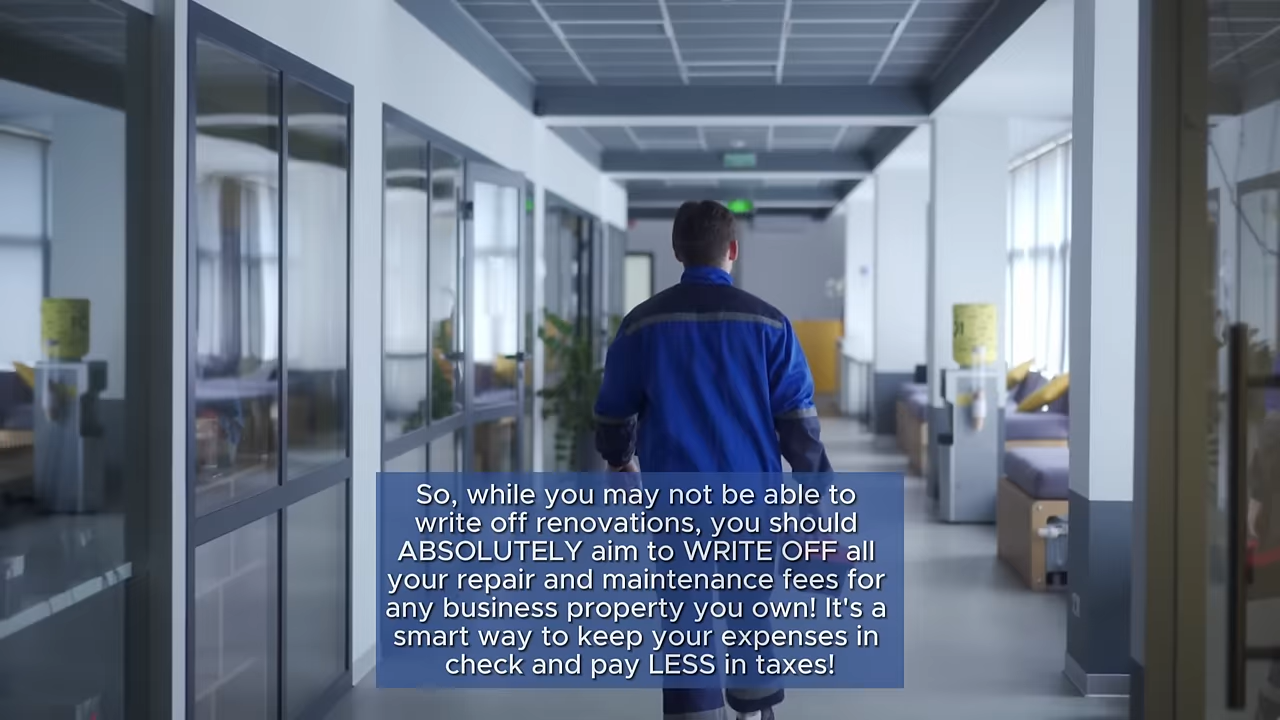 So, while you may not be able to
write off renovations, you should
ABSOLUTELY aim to WRITE OFF all
your repair and maintenance fees for
any business property you own! It's a
smart way to keep your expenses in
check and pay LESS in taxes!